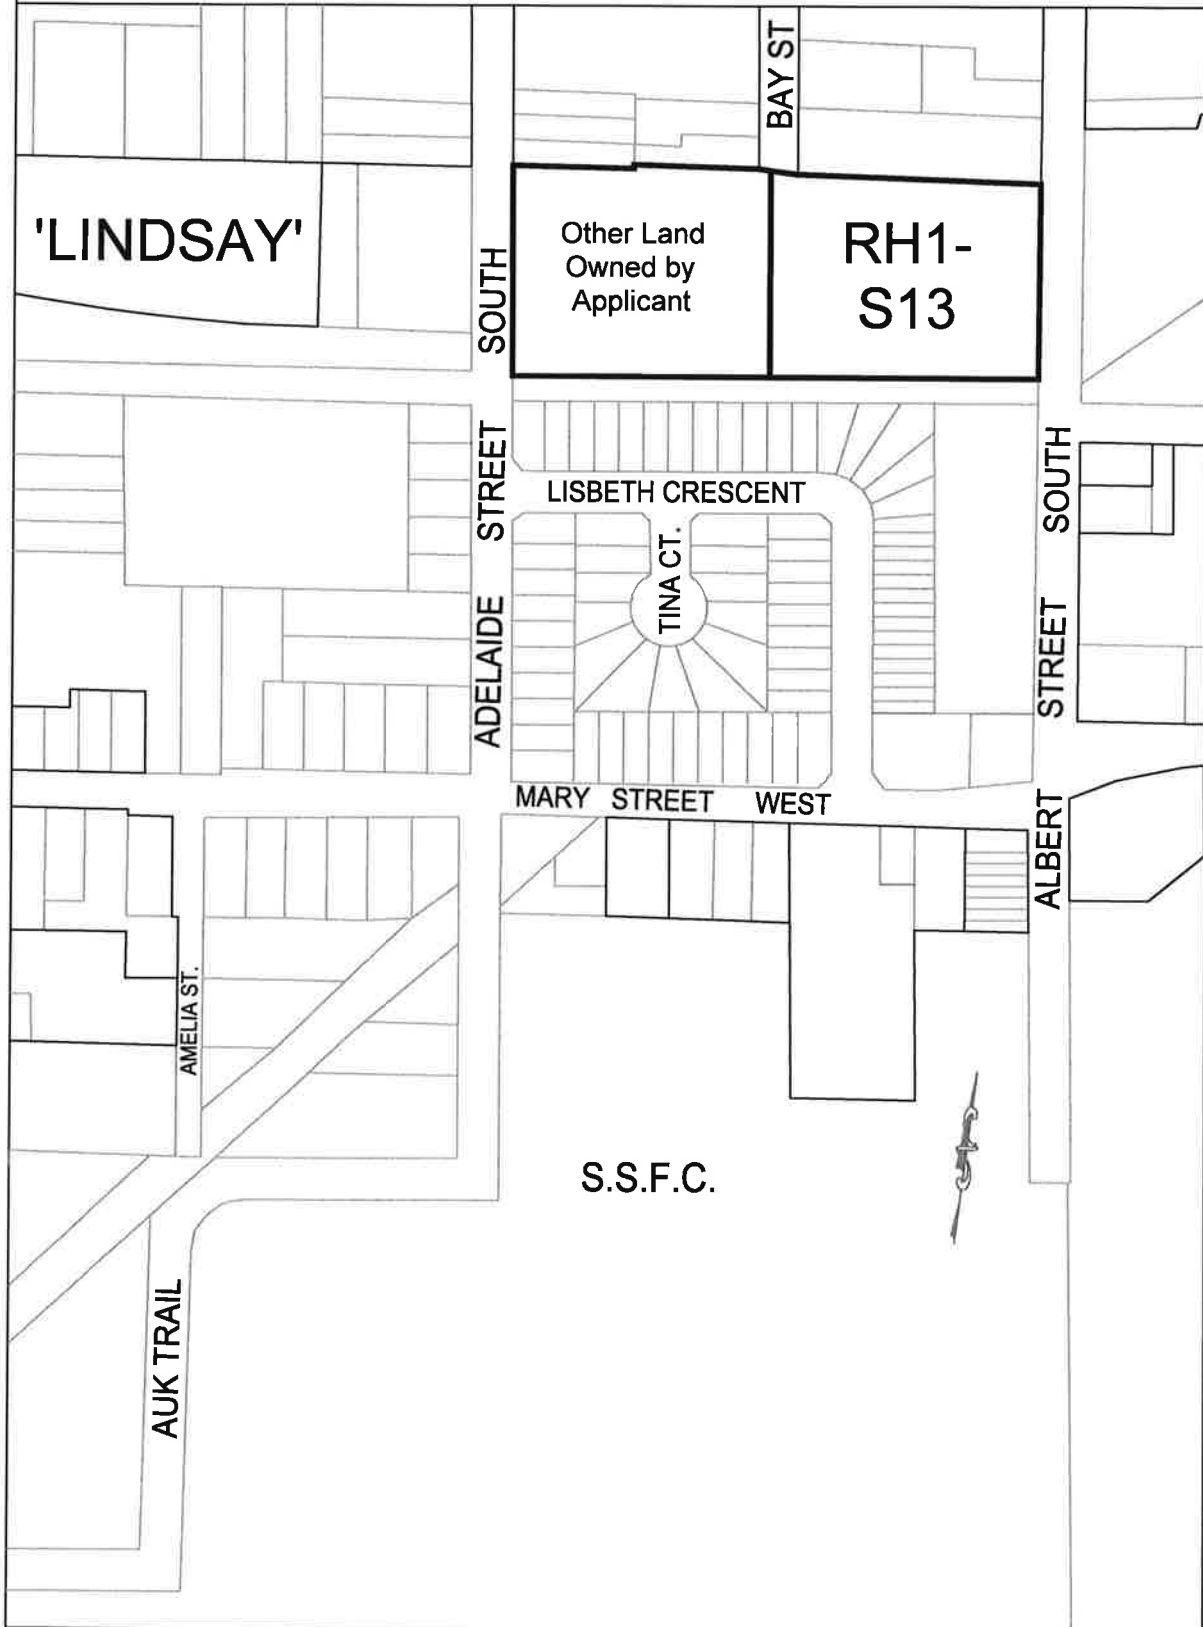 BAY ST
'LINDSAY'
Other Land
Owned by
Applicant
RH1-
S13
ADELAIDE STREET SOUTH
LISBETH CRESCENT
TINA CT.
ALBERT STREET SOUTH
MARY STREET WEST
AMELIA ST.
S.S.F.C.
AUK TRAIL